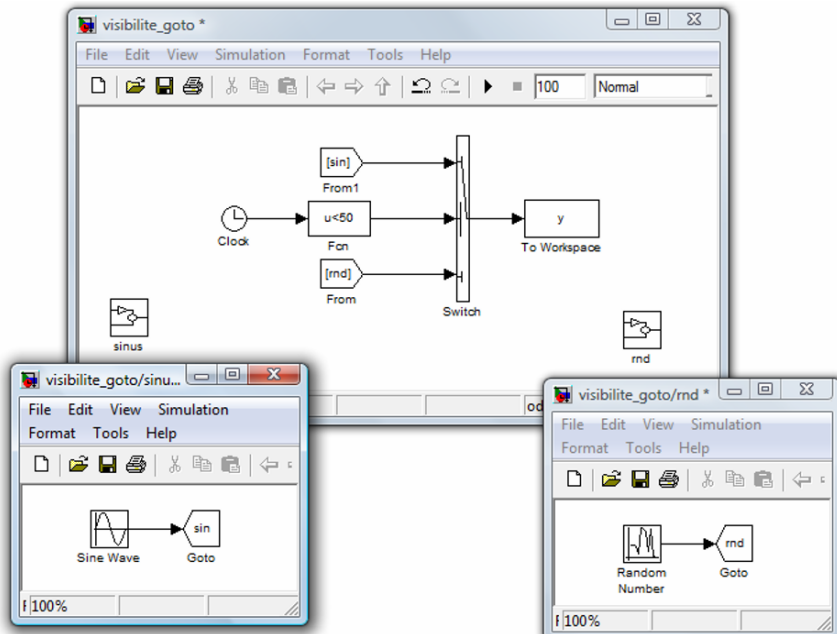 visibilite_goto *
File Edit View Simulation Format Tools Help
100 Normal
[sin]
From1
u<50
Clock
Fcn
y
To Workspace
[rnd]
From
Switch
sinus
rnd
od
visibilite_goto/sinu...
File Edit View Simulation
Format Tools Help
sin
Sine Wave Goto
100%
visibilite_goto/rnd *
File Edit View Simulation
Format Tools Help
rnd
Random
Number
Goto
100%